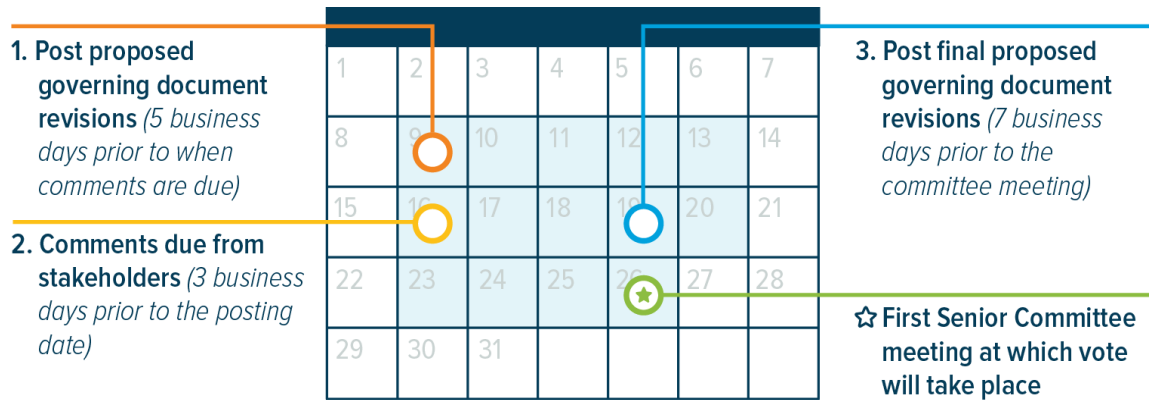 1. Post proposed
governing document
revisions (5 business
days prior to when
comments are due)
2. Comments due from
stakeholders (3 business
days prior to the posting
date)
1 2 3 4 5 6 7
8 9 10 11 12 13 14
15 16 17 18 19 20 21
22 23 24 25 26 27 28
29 30 31
3. Post final proposed
governing document
revisions (7 business
days prior to the
committee meeting)
First Senior Committee
meeting at which vote
will take place